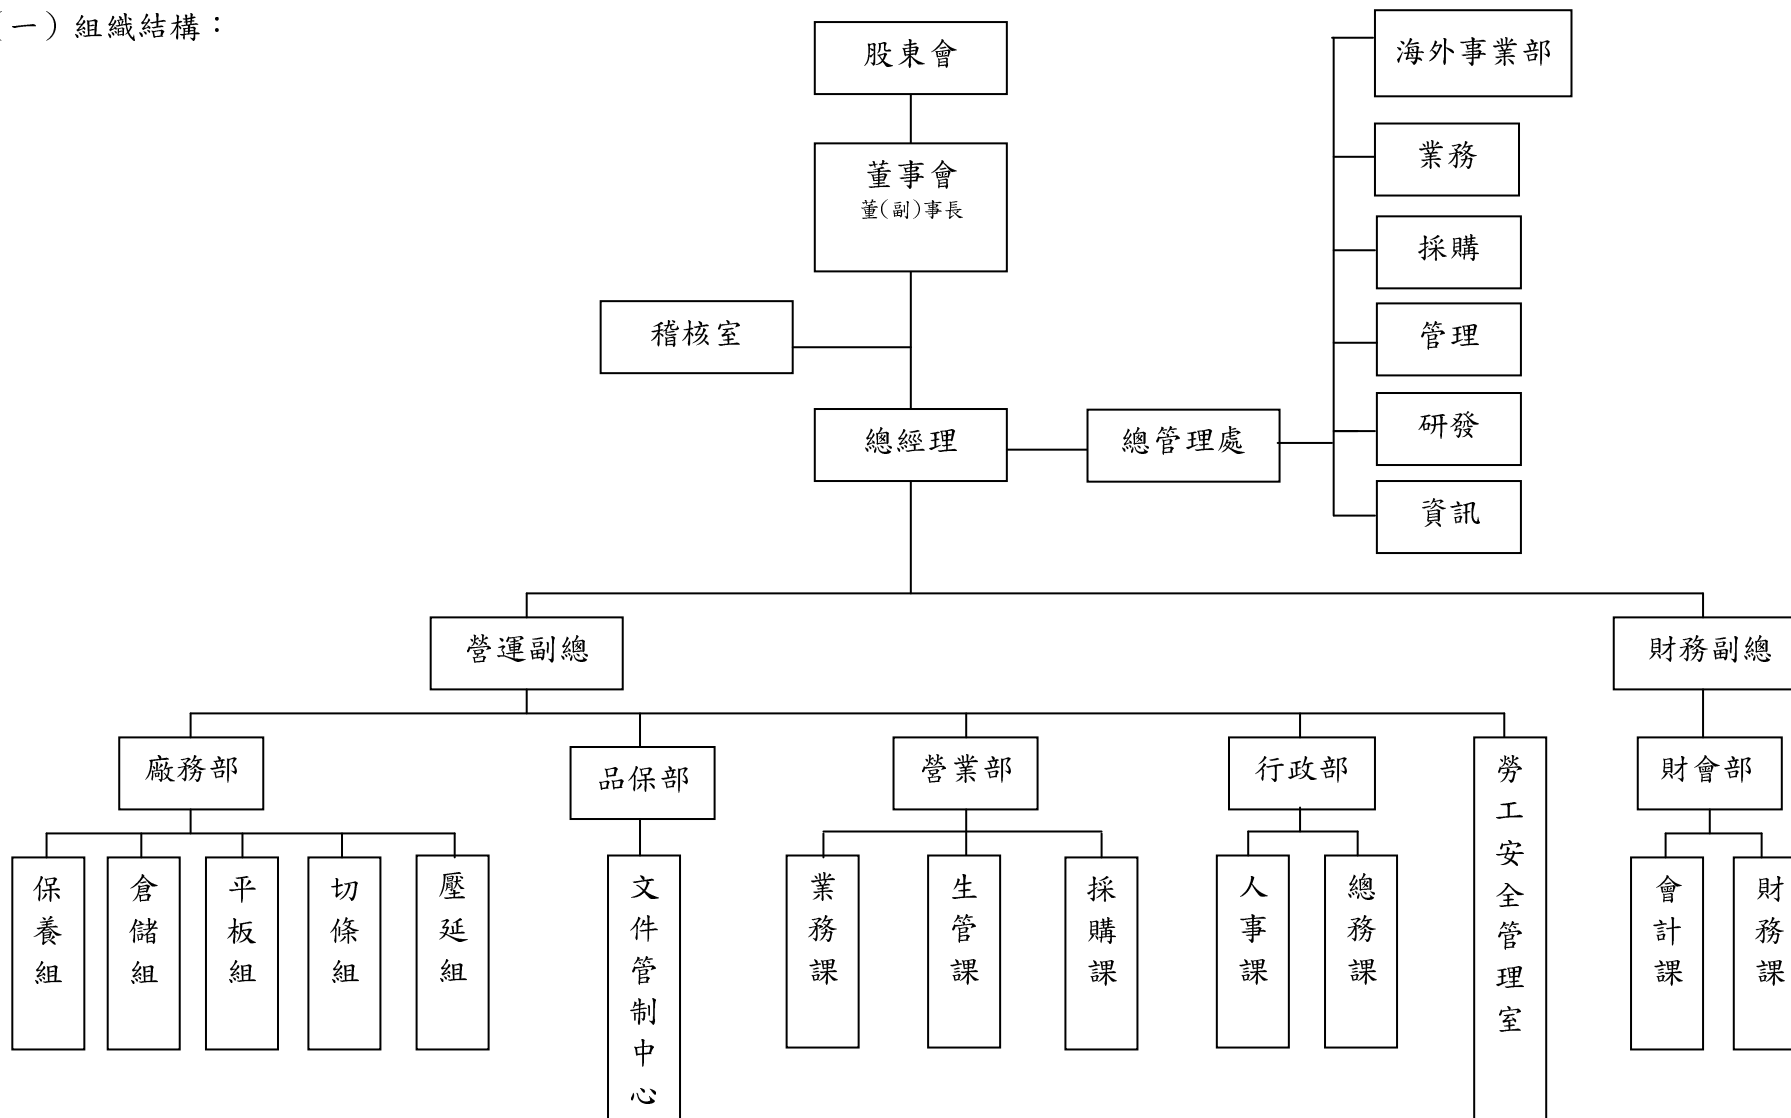 （一）組織結構：
股東會
董事會
董(副)事長
稽核室
總經理
總管理處
海外事業部
業務
採購
管理
研發
資訊
營運副總
財務副總
廠務部
品保部
營業部
行政部
勞工安全管理室
財會部
保養組
倉儲組
平板組
切條組
壓延組
文件管制中心
業務課
生管課
採購課
人事課
總務課
會計課
財務課